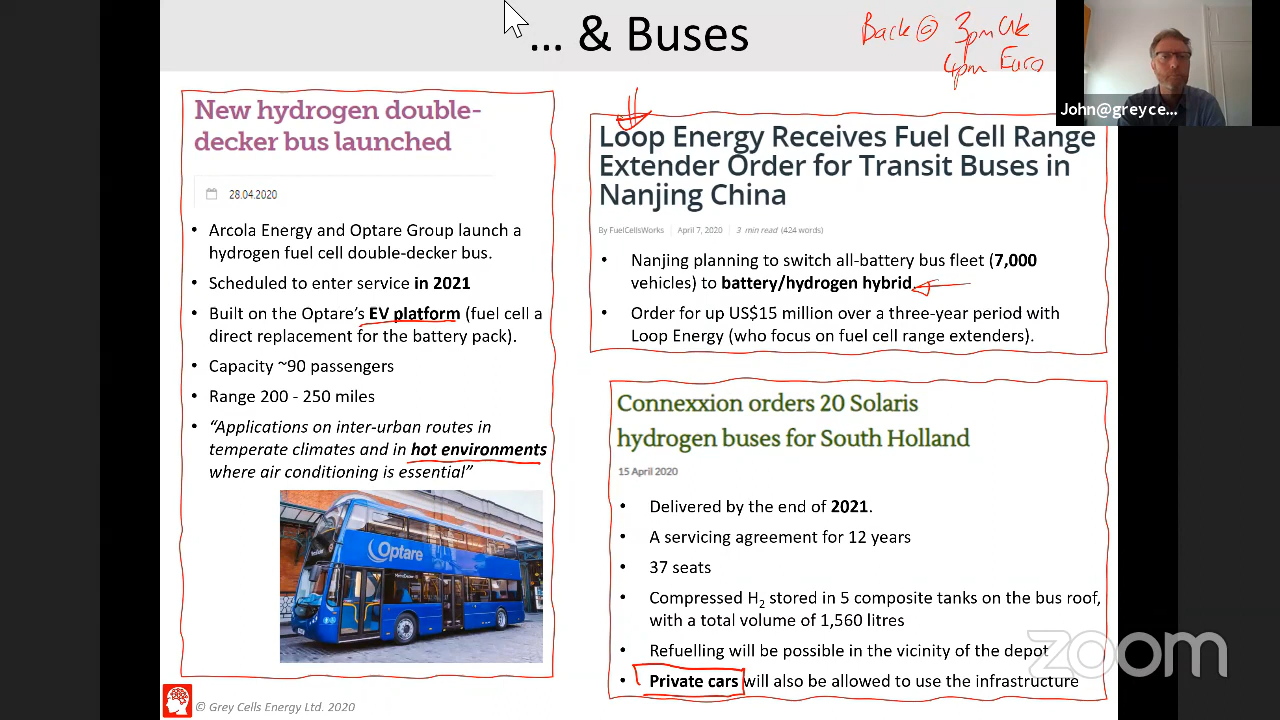 ... & Buses
Back @ 3pm UK
4pm Euro
John@greyce...
New hydrogen double-
decker bus launched
28.04.2020
• Arcola Energy and Optare Group launch a
hydrogen fuel cell double-decker bus.
• Scheduled to enter service in 2021
• Built on the Optare's EV platform (fuel cell a
direct replacement for the battery pack).
• Capacity ~90 passengers
• Range 200 - 250 miles
• “Applications on inter-urban routes in
temperate climates and in hot environments
where air conditioning is essential”
Optare
Loop Energy Receives Fuel Cell Range
Extender Order for Transit Buses in
Nanjing China
By FuelCellsWorks | April 7, 2020 | 3 min read (424 words)
• Nanjing planning to switch all-battery bus fleet (7,000
vehicles) to battery/hydrogen hybrid.
• Order for up US$15 million over a three-year period with
Loop Energy (who focus on fuel cell range extenders).
Connexxion orders 20 Solaris
hydrogen buses for South Holland
15 April 2020
• Delivered by the end of 2021.
• A servicing agreement for 12 years
• 37 seats
• Compressed H2 stored in 5 composite tanks on the bus roof,
with a total volume of 1,560 litres
• Refuelling will be possible in the vicinity of the depot
• Private cars will also be allowed to use the infrastructure
zoom
© Grey Cells Energy Ltd. 2020